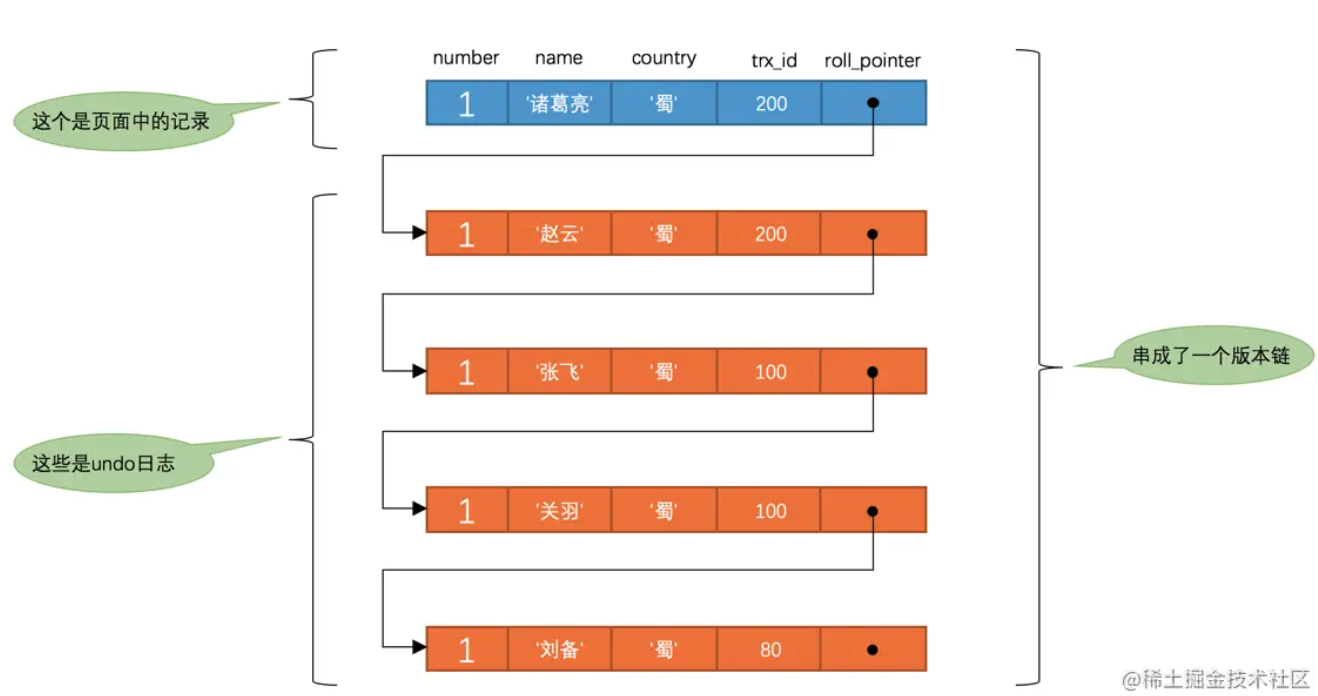 number name country trx_id roll_pointer
这个是页面中的记录
1 '诸葛亮' '蜀' 200
1 '赵云' '蜀' 200
串成了一个版本链
1 '张飞' '蜀' 100
这些是undo日志
1 '关羽' '蜀' 100
1 '刘备' '蜀' 80
@稀土掘金技术社区